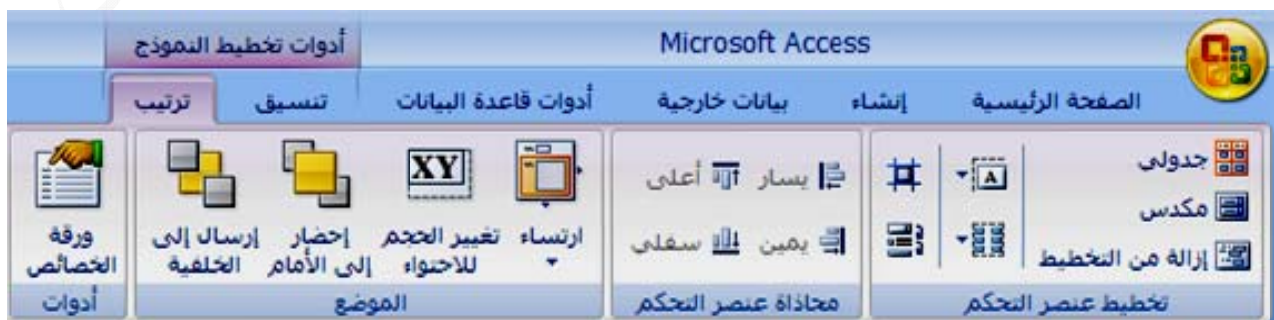 Microsoft Access
أدوات تخطيط النموذج
الصفحة الرئيسية
إنشاء
بيانات خارجية
أدوات قاعدة البيانات
تنسيق
ترتيب
جدولي
مكدس
إزالة من التخطيط
A
تخطيط عنصر التحكم
يسار
أعلى
يمين
سفلي
محاذاة عنصر التحكم
ارتساء
XY
تغيير الحجم
للاحتواء
إحضار
إلى الأمام
إرسال إلى
الخلفية
الموضع
ورقة
الخصائص
أدوات